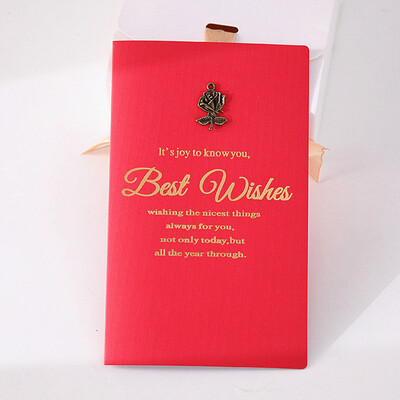 It's joy to know you,
Best Wishes
wishing the nicest things
always for you,
not only today,but
all the year through.